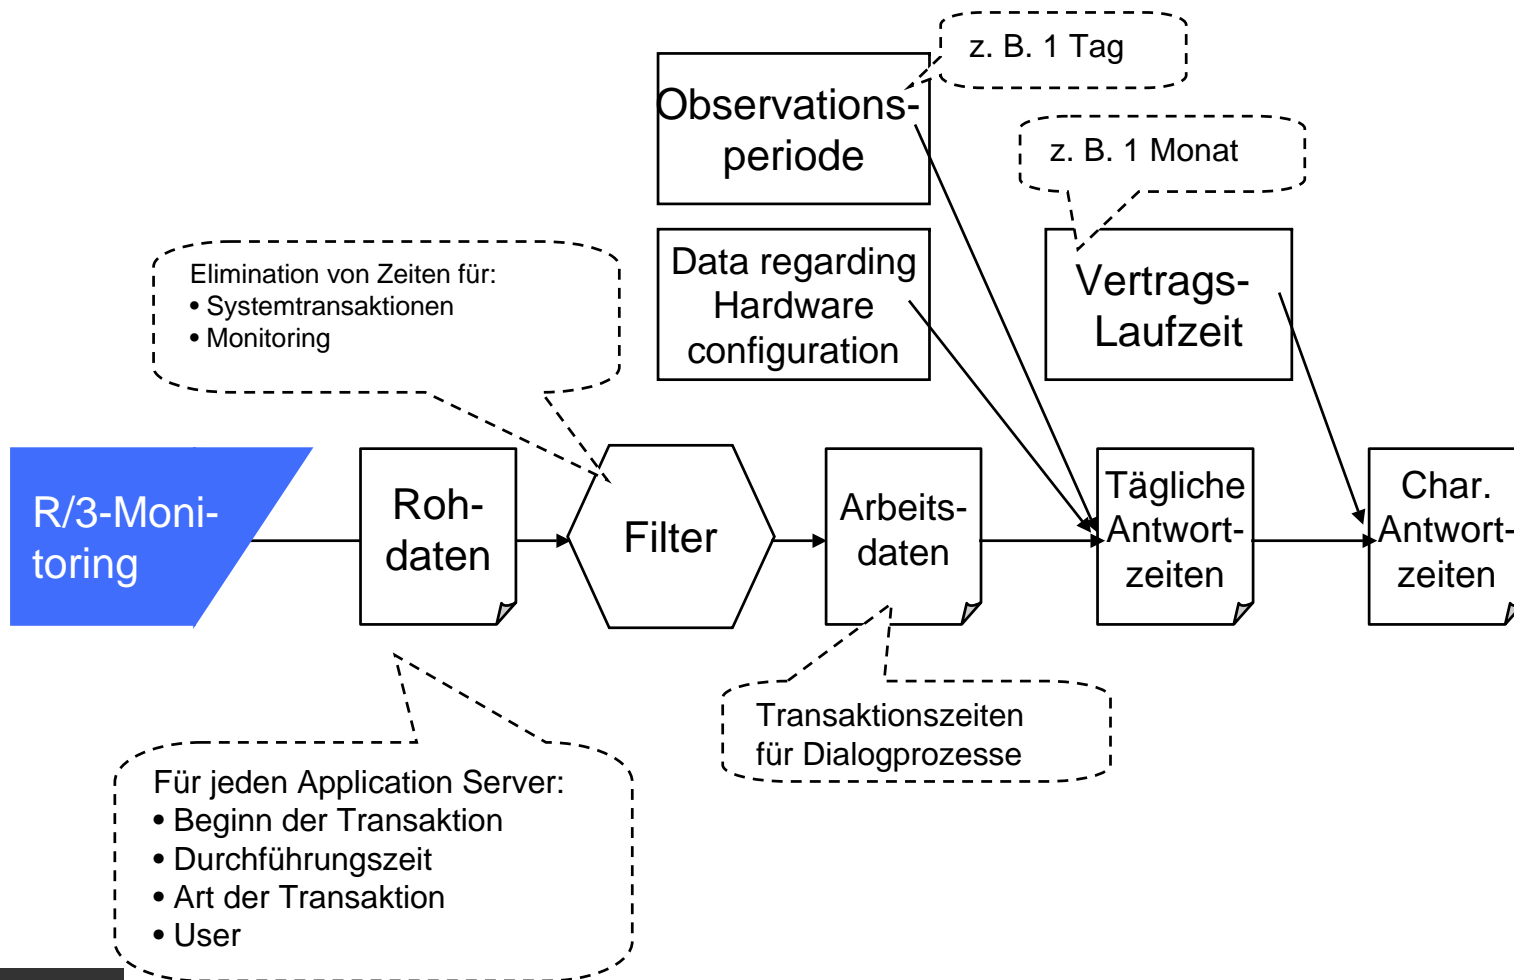 z. B. 1 Tag
Observations-
periode
z. B. 1 Monat
Elimination von Zeiten für:
• Systemtransaktionen
• Monitoring
Data regarding
Hardware
configuration
Vertrags-
Laufzeit
R/3-Moni-
toring
Roh-
daten
Filter
Arbeits-
daten
Tägliche
Antwort-
zeiten
Char.
Antwort-
zeiten
Transaktionszeiten
für Dialogprozesse
Für jeden Application Server:
• Beginn der Transaktion
• Durchführungszeit
• Art der Transaktion
• User